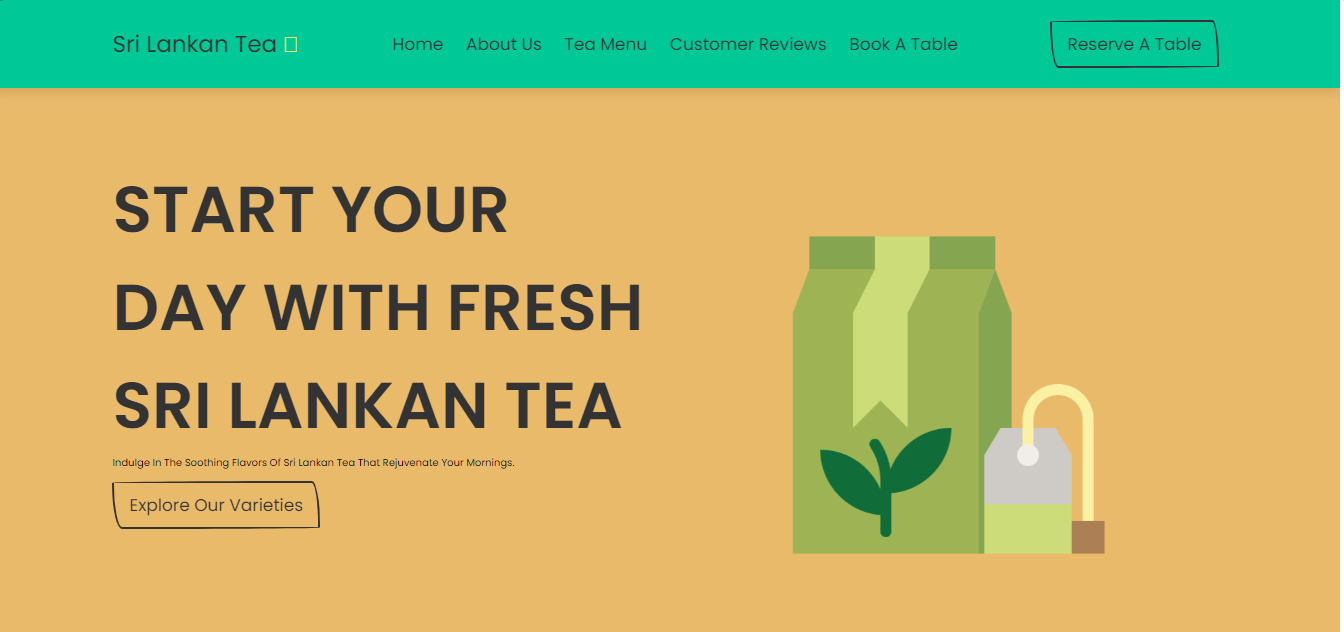 Sri Lankan Tea
Home About Us Tea Menu Customer Reviews Book A Table
Reserve A Table
START YOUR
DAY WITH FRESH
SRI LANKAN TEA
Indulge In The Soothing Flavors Of Sri Lankan Tea That Rejuvenate Your Mornings.
Explore Our Varieties